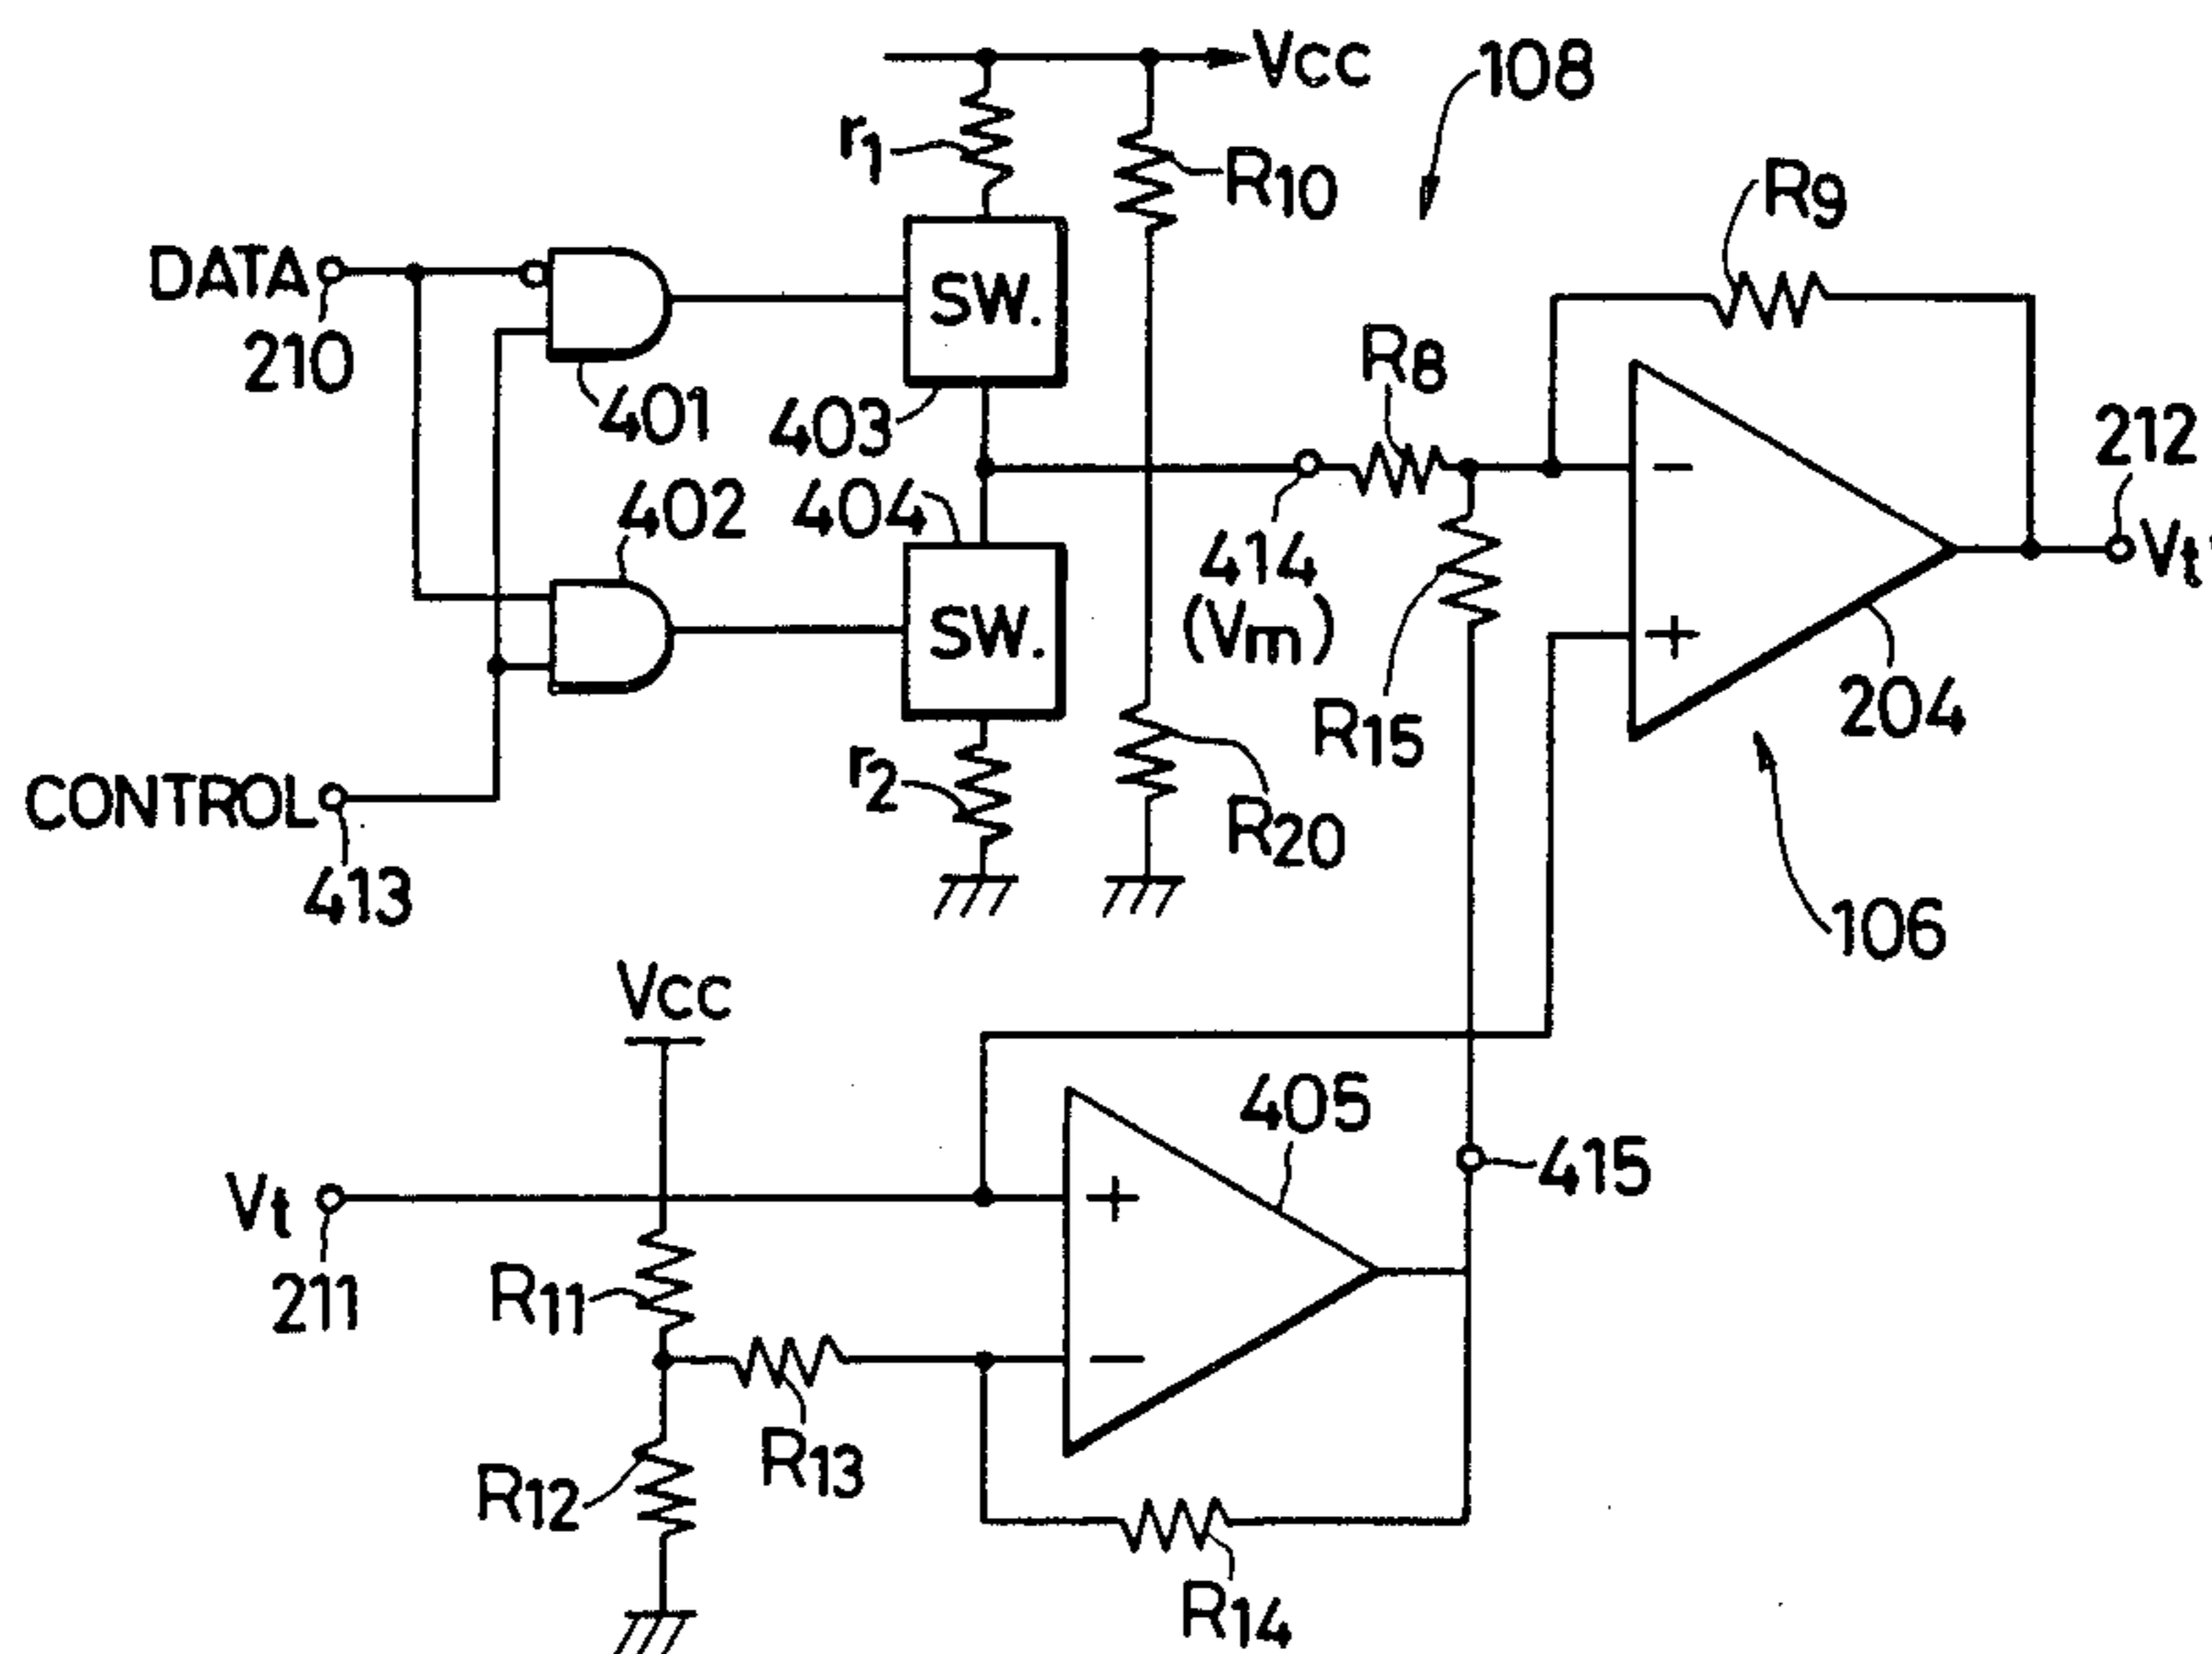 Vcc
108
r1
R10
R9
DATA
SW.
210
R8
401
403
212
402
404
414
(Vm)
Vt'
SW.
R15
204
r2
CONTROL
R20
413
106
Vcc
405
415
Vt
211
R11
R13
R12
R14